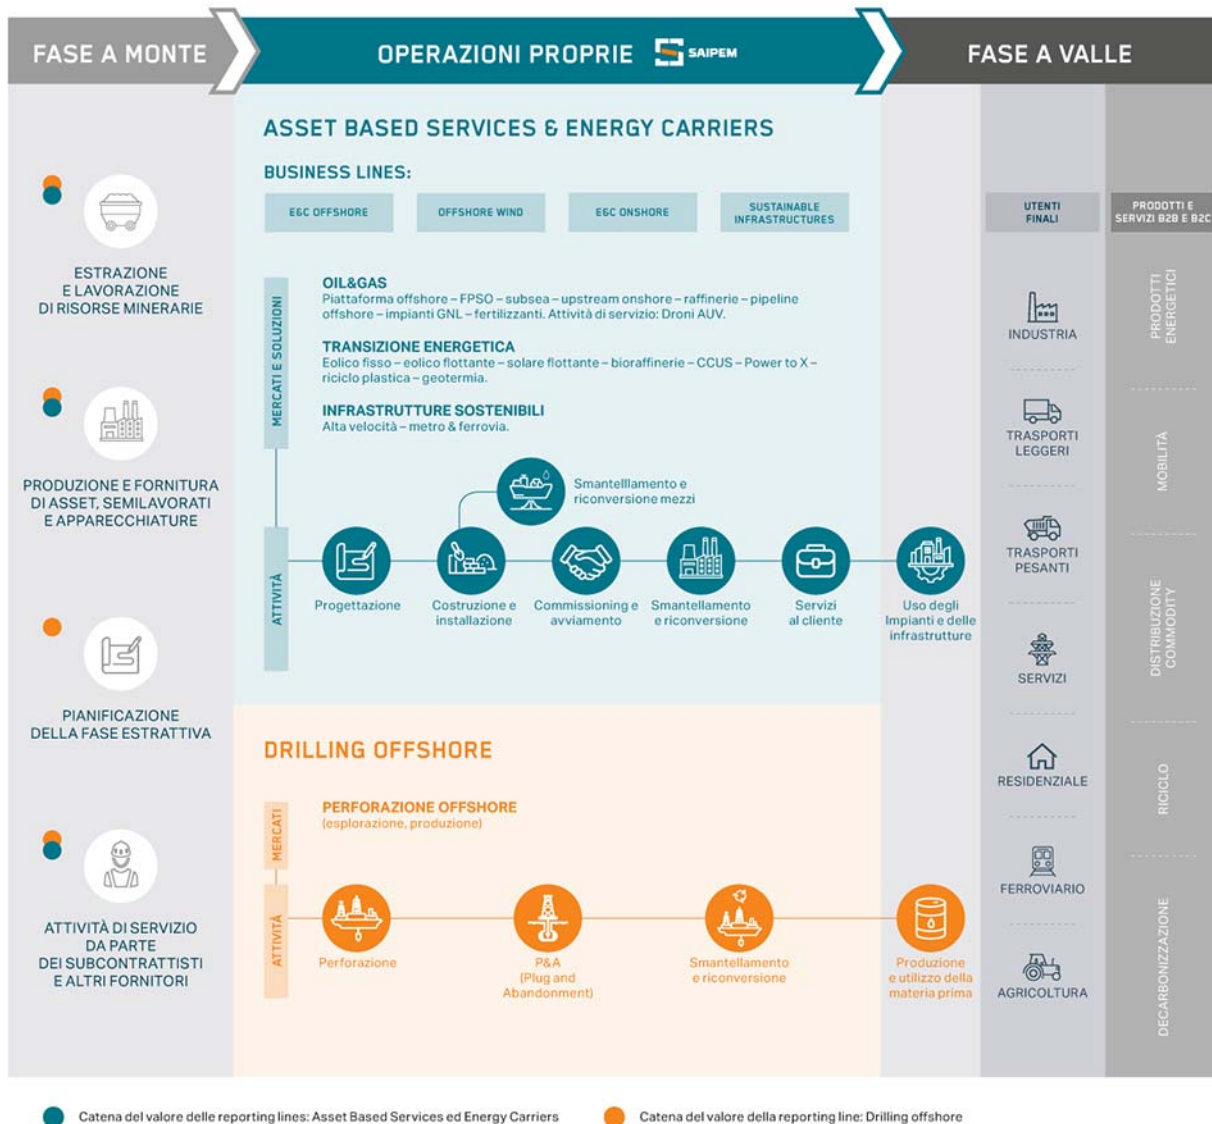 FASE A MONTE
OPERAZIONI PROPRIE
SAIPEM
FASE A VALLE
ESTRAZIONE
E LAVORAZIONE
DI RISORSE MINERARIE
PRODUZIONE E FORNITURA
DI ASSET, SEMILAVORATI
E APPARECCHIATURE
PIANIFICAZIONE
DELLA FASE ESTRATTIVA
ATTIVITÀ DI SERVIZIO
DA PARTE
DEI SUBCONTRATTISTI
E ALTRI FORNITORI
ASSET BASED SERVICES & ENERGY CARRIERS
BUSINESS LINES:
E&C OFFSHORE
OFFSHORE WIND
E&C ONSHORE
SUSTAINABLE
INFRASTRUCTURES
MERCATI E SOLUZIONI
OIL&GAS
Piattaforma offshore – FPSO – subsea – upstream onshore – raffinerie – pipeline
offshore – impianti GNL – fertilizzanti. Attività di servizio: Droni AUV.
TRANSIZIONE ENERGETICA
Eolico fisso – eolico flottante – solare flottante – bioraffinerie – CCUS – Power to X –
riciclo plastica – geotermia.
INFRASTRUTTURE SOSTENIBILI
Alta velocità – metro & ferrovia.
Smantelllamento e
riconversione mezzi
ATTIVITÀ
Progettazione
Costruzione e
installazione
Commissioning e
avviamento
Smantellamento
e riconversione
Servizi
al cliente
Uso degli
Impianti e delle
infrastrutture
DRILLING OFFSHORE
MERCATI
PERFORAZIONE OFFSHORE
(esplorazione, produzione)
ATTIVITÀ
Perforazione
P&A
(Plug and
Abandonment)
Smantellamento
e riconversione
Produzione
e utilizzo della
materia prima
UTENTI
FINALI
INDUSTRIA
TRASPORTI
LEGGERI
TRASPORTI
PESANTI
SERVIZI
RESIDENZIALE
FERROVIARIO
AGRICOLTURA
PRODOTTI E
SERVIZI B2B E B2C
PRODOTTI
ENERGETICI
MOBILITÀ
DISTRIBUZIONE
COMMODITY
RICICLO
DECARBONIZZAZIONE
Catena del valore delle reporting lines: Asset Based Services ed Energy Carriers
Catena del valore della reporting line: Drilling offshore